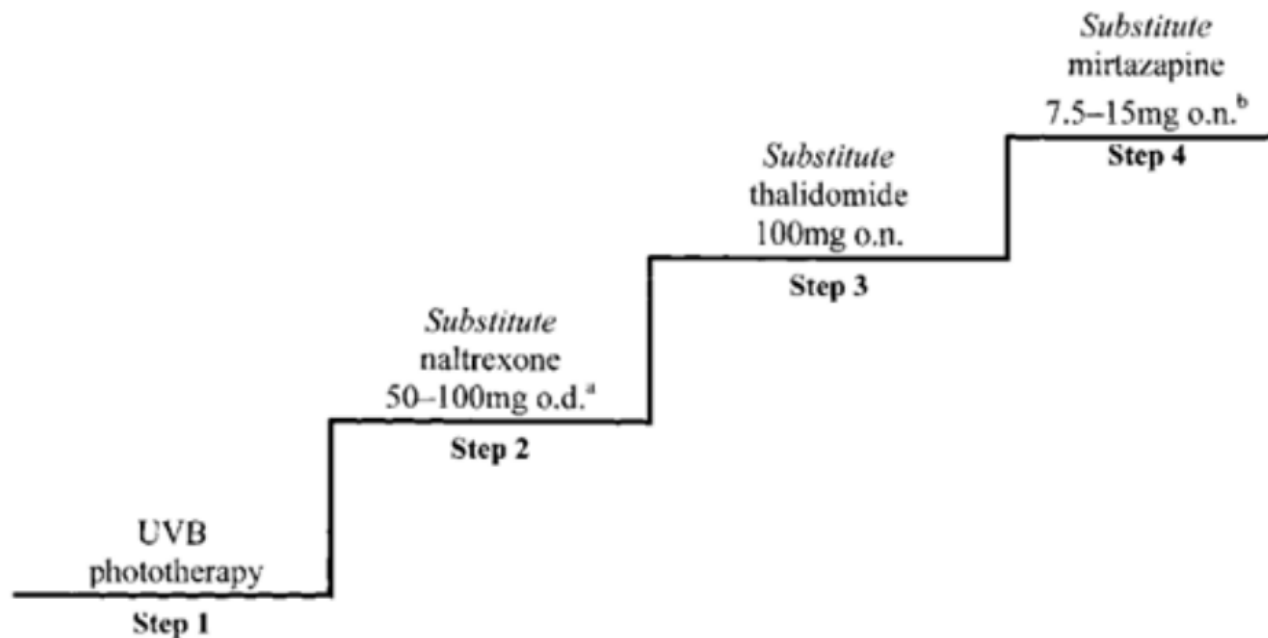 UVB
phototherapy
Step 1
Substitute
naltrexone
50–100mg o.d.ᵃ
Step 2
Substitute
thalidomide
100mg o.n.
Step 3
Substitute
mirtazapine
7.5–15mg o.n.ᵇ
Step 4